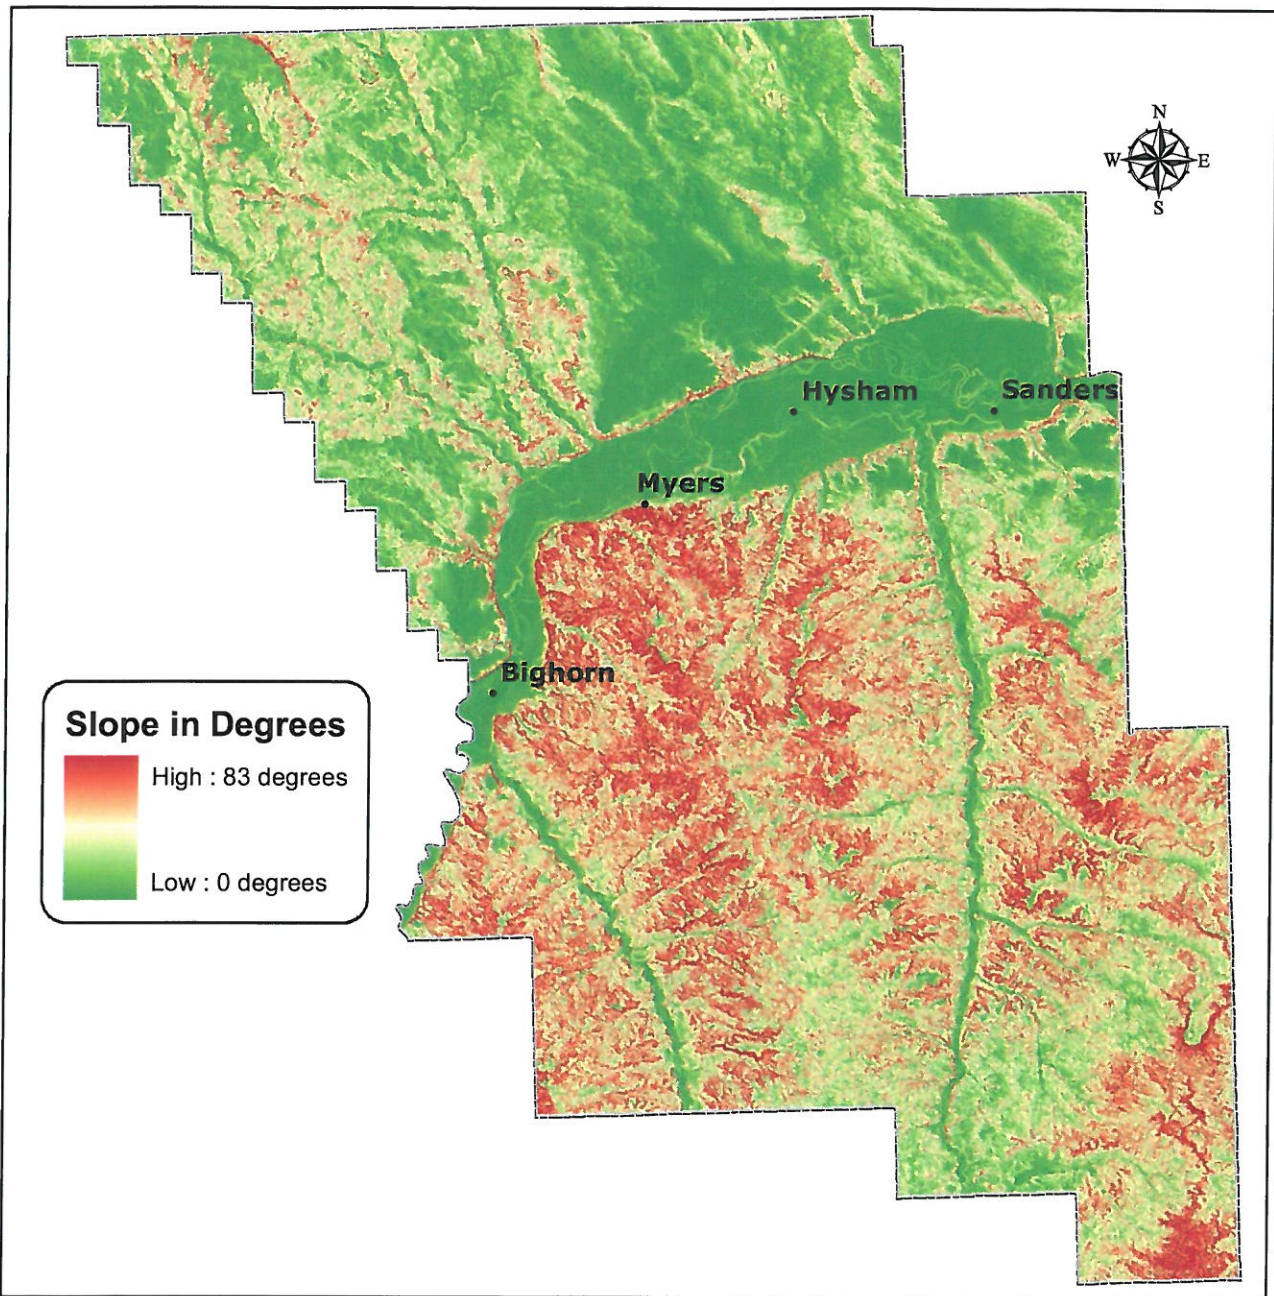 N
W E
S
Hysham
Sanders
Myers
Bighorn
Slope in Degrees
High : 83 degrees
Low : 0 degrees